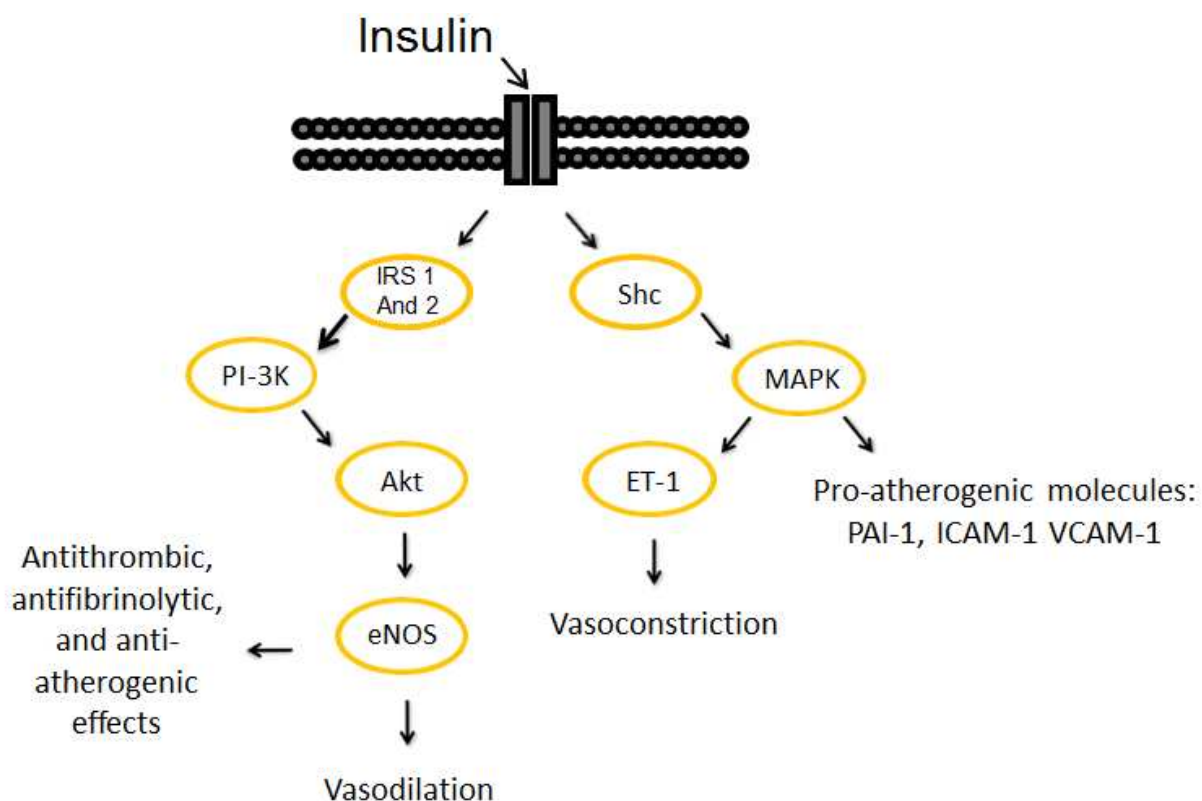 Insulin
IRS 1
And 2
Shc
PI-3K
MAPK
Akt
ET-1
Pro-atherogenic molecules:
PAI-1, ICAM-1 VCAM-1
Antithrombic,
antifibrinolytic,
and anti-
atherogenic
effects
eNOS
Vasoconstriction
Vasodilation